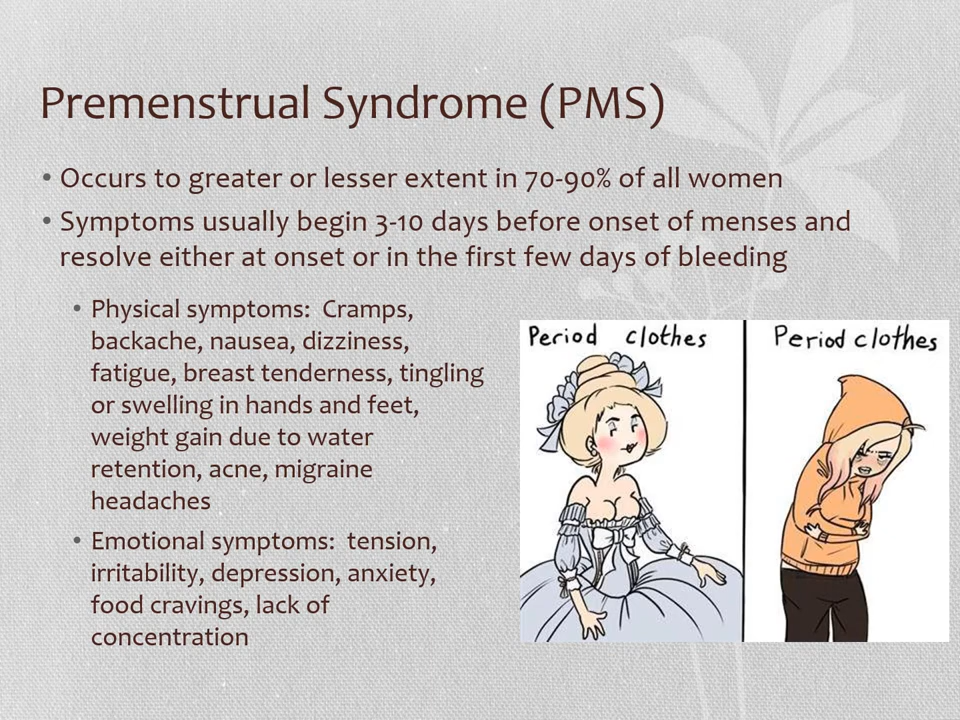 Premenstrual Syndrome (PMS)
• Occurs to greater or lesser extent in 70-90% of all women
• Symptoms usually begin 3-10 days before onset of menses and
resolve either at onset or in the first few days of bleeding
• Physical symptoms: Cramps,
backache, nausea, dizziness,
fatigue, breast tenderness, tingling
or swelling in hands and feet,
weight gain due to water
retention, acne, migraine
headaches
• Emotional symptoms: tension,
irritability, depression, anxiety,
food cravings, lack of
concentration
Period clothes
Period clothes